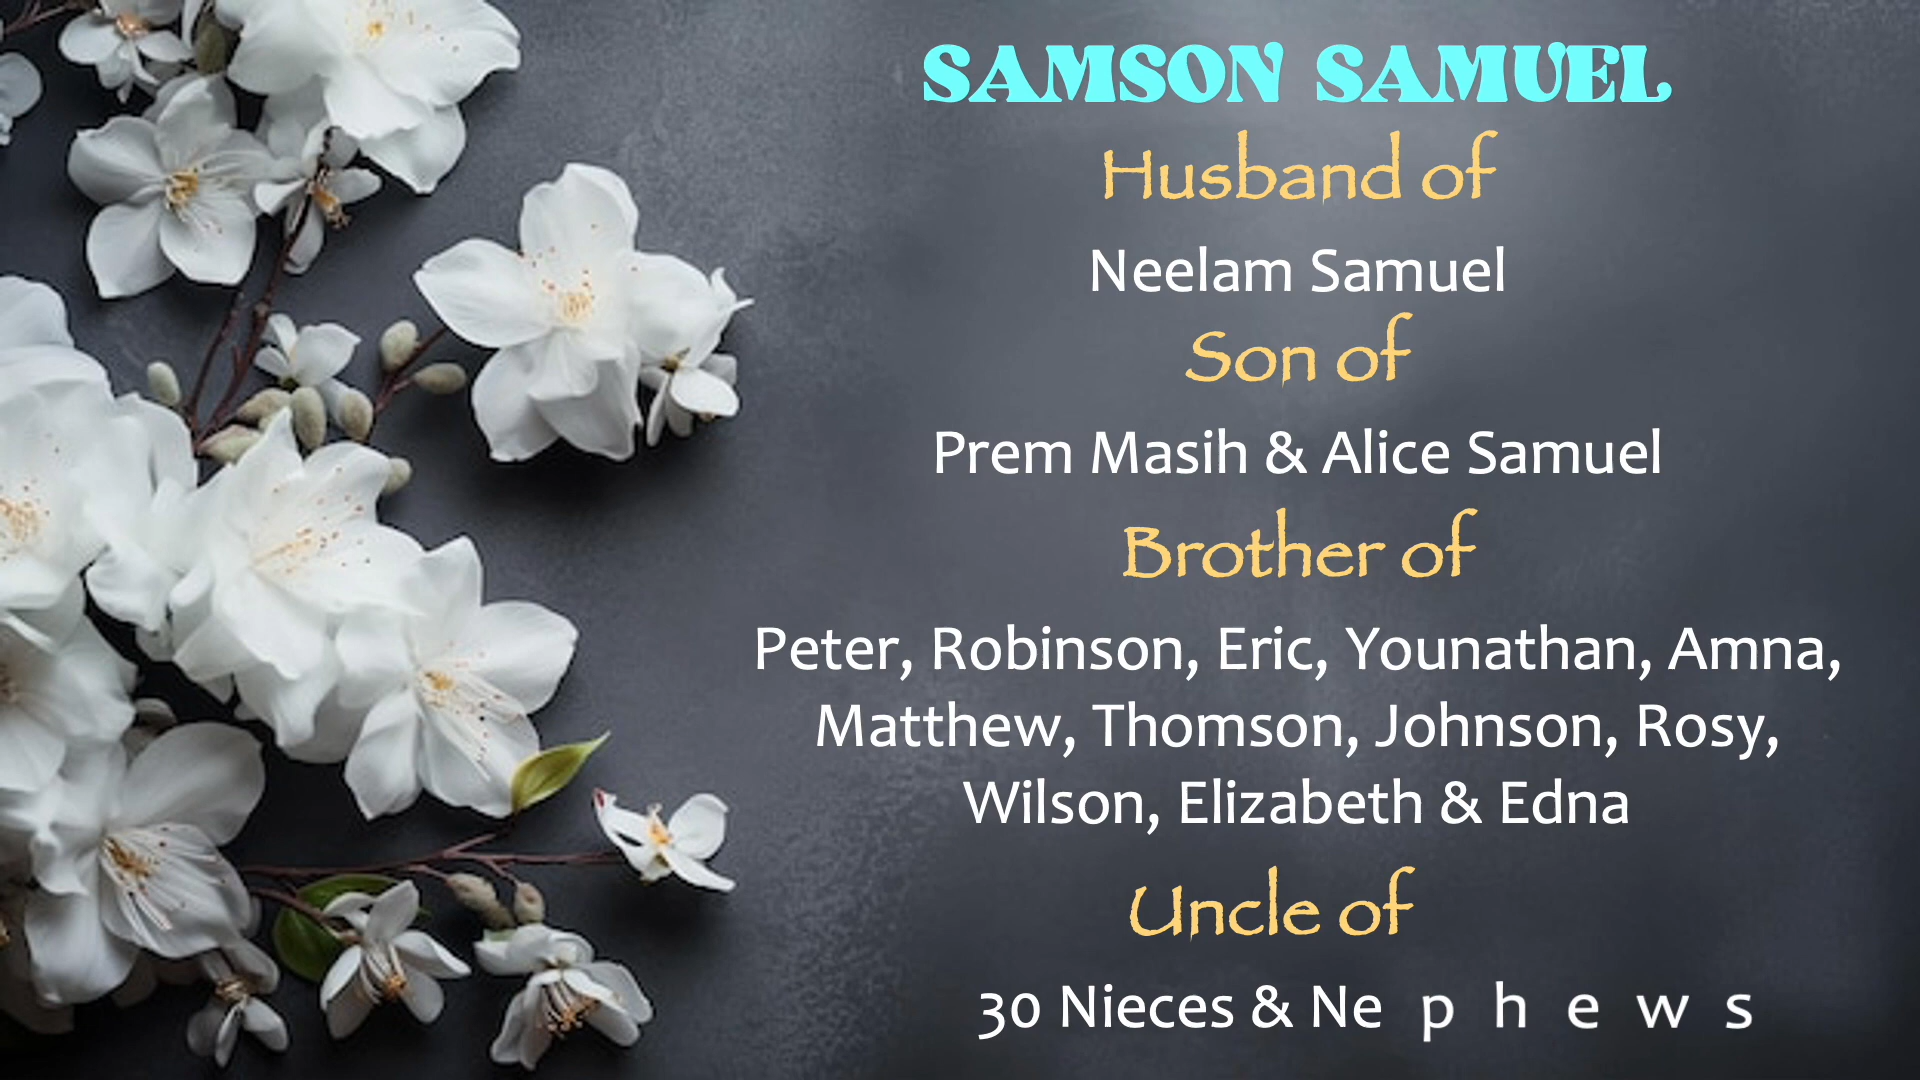 SAMSON SAMUEL
Husband of
Neelam Samuel
Son of
Prem Masih & Alice Samuel
Brother of
Peter, Robinson, Eric, Younathan, Amna,
Matthew, Thomson, Johnson, Rosy,
Wilson, Elizabeth & Edna
Uncle of
30 Nieces & Ne p h e w s